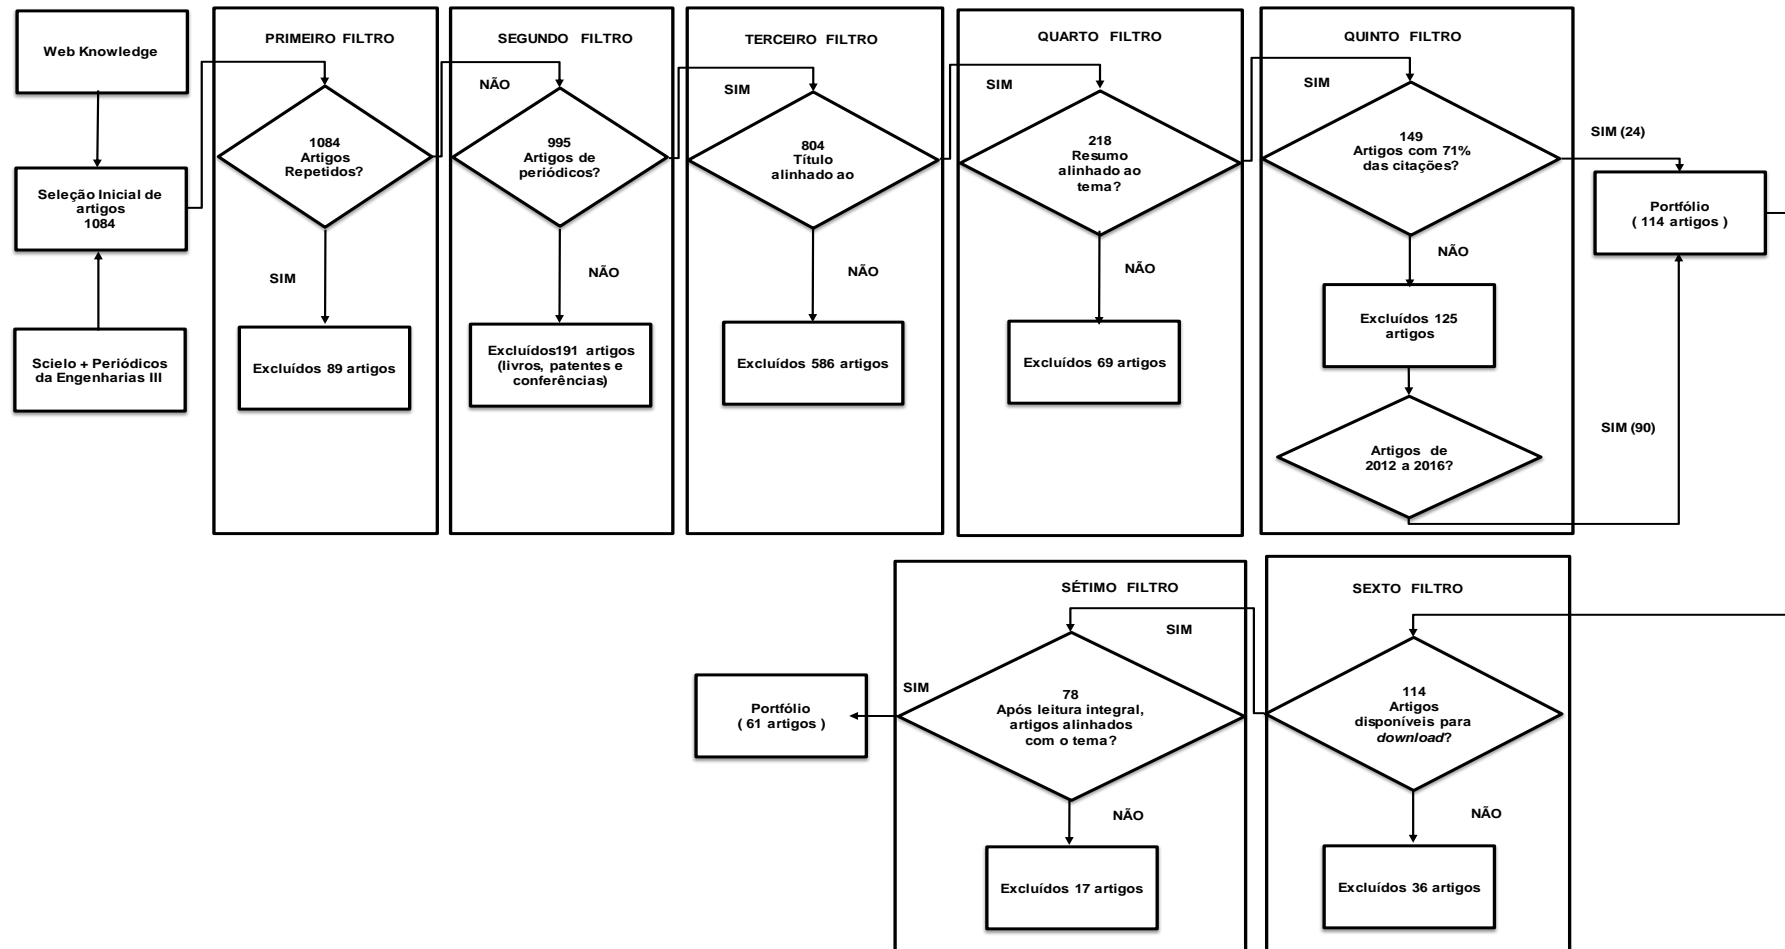 Web Knowledge
Seleção Inicial de
artigos
1084
Scielo + Periódicos
da Engenharias III
PRIMEIRO FILTRO
1084
Artigos
Repetidos?
SIM
Excluídos 89 artigos
SEGUNDO FILTRO
NÃO
995
Artigos de
periódicos?
NÃO
Excluídos191 artigos
(livros, patentes e
conferências)
TERCEIRO FILTRO
SIM
804
Título
alinhado ao
NÃO
Excluídos 586 artigos
QUARTO FILTRO
SIM
218
Resumo
alinhado ao
tema?
NÃO
Excluídos 69 artigos
QUINTO FILTRO
SIM
149
Artigos com 71%
das citações?
NÃO
Excluídos 125
artigos
Artigos de
2012 a 2016?
SIM (24)
Portfólio
( 114 artigos )
SIM (90)
SEXTO FILTRO
114
Artigos
disponíveis para
download?
NÃO
Excluídos 36 artigos
SÉTIMO FILTRO
SIM
78
Após leitura integral,
artigos alinhados
com o tema?
NÃO
Excluídos 17 artigos
SIM
Portfólio
( 61 artigos )